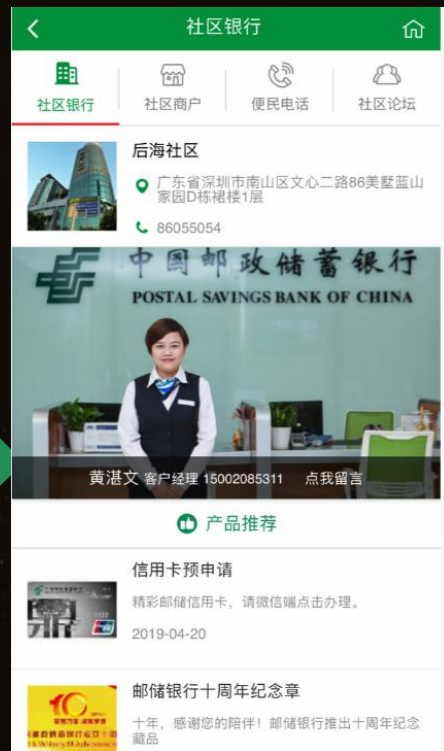 社区银行
社区银行
社区商户
便民电话
社区论坛
后海社区
广东省深圳市南山区文心二路86美墅蓝山
家园D栋裙楼1层
86055054
中国邮政储蓄银行
POSTAL SAVINGS BANK OF CHINA
黄湛文 客户经理 15002085311 点我留言
产品推荐
信用卡预申请
精彩邮储信用卡，请微信端点击办理。
2019-04-20
邮储银行十周年纪念章
十年，感谢您的陪伴！邮储银行推出十周年纪念
藏品